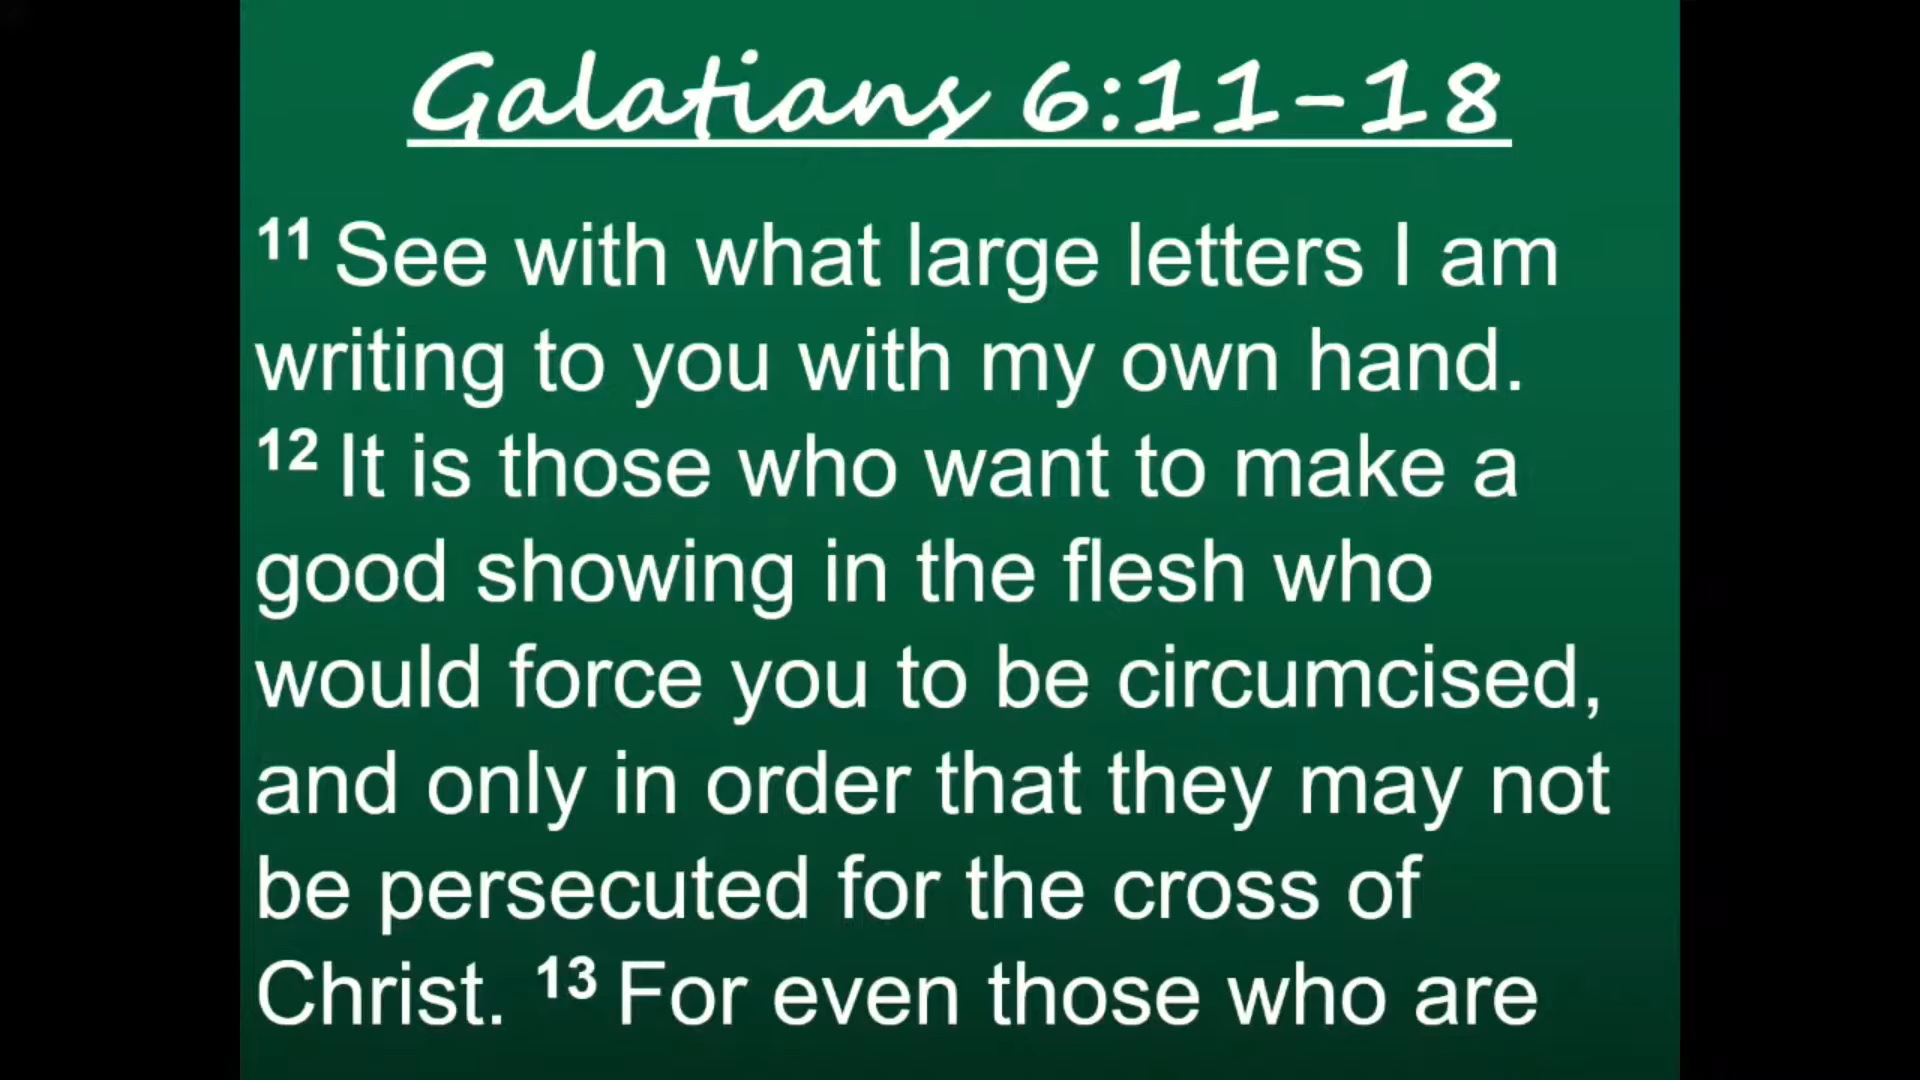 Galatians 6:11-18
11 See with what large letters I am
writing to you with my own hand.
12 It is those who want to make a
good showing in the flesh who
would force you to be circumcised,
and only in order that they may not
be persecuted for the cross of
Christ. 13 For even those who are